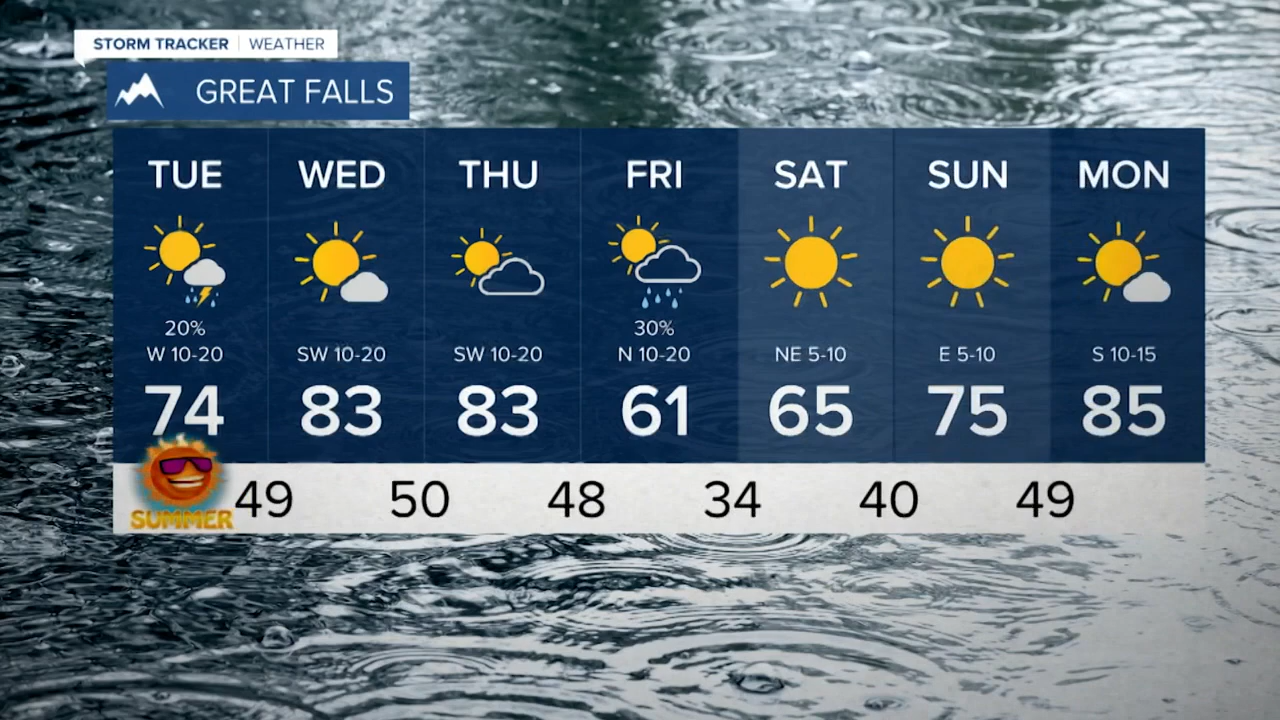 STORM TRACKER | WEATHER
GREAT FALLS
TUE WED THU FRI SAT SUN MON
20% 30%
W 10-20 SW 10-20 SW 10-20 N 10-20 NE 5-10 E 5-10 S 10-15
74 83 83 61 65 75 85
49 50 48 34 40 49
SUMMER